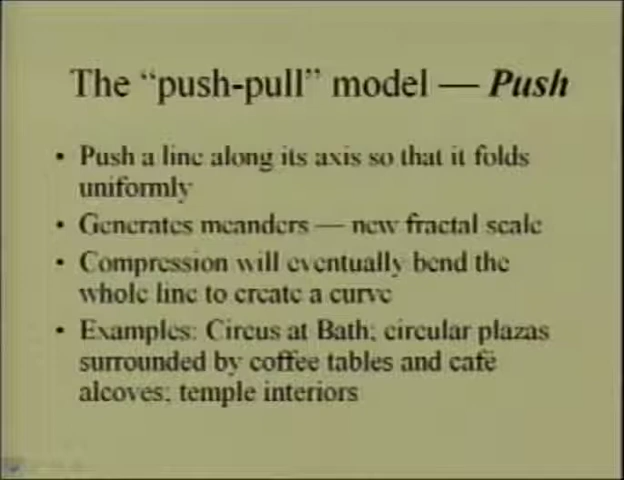 The “push-pull” model — Push
• Push a line along its axis so that it folds
uniformly
• Generates meanders — new fractal scale
• Compression will eventually bend the
whole line to create a curve
• Examples: Circus at Bath; circular plazas
surrounded by coffee tables and café
alcoves; temple interiors